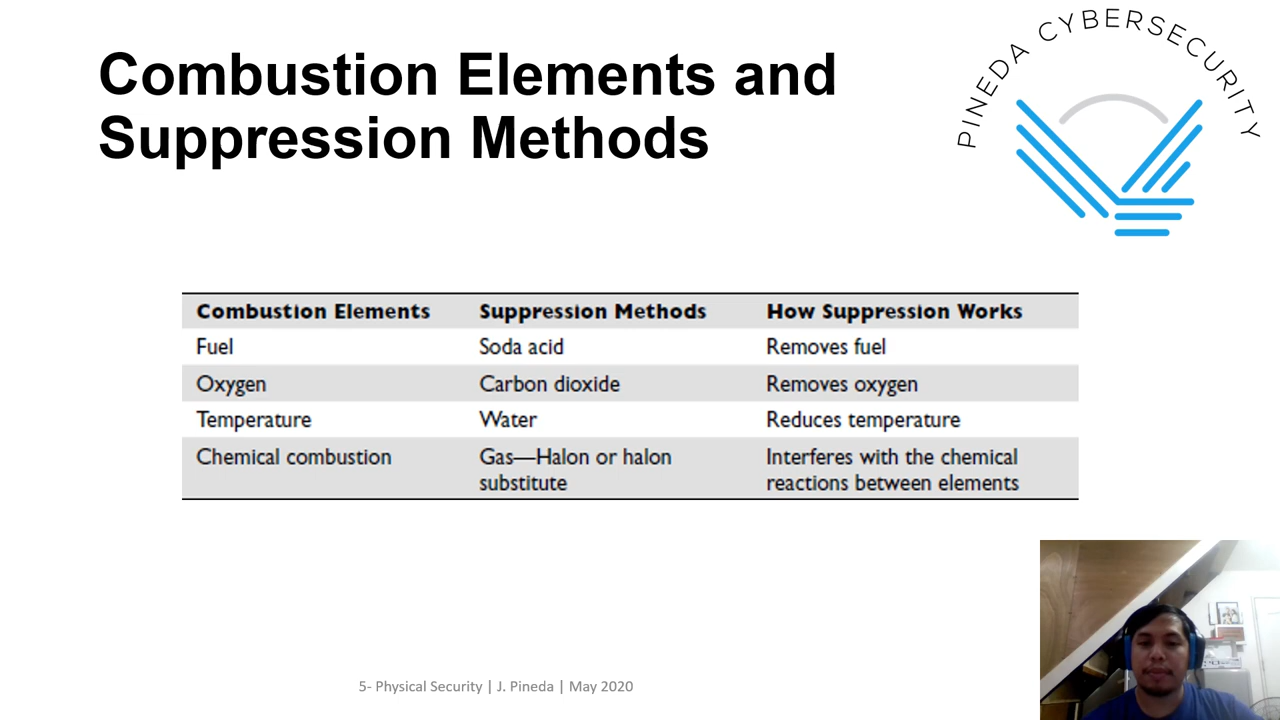 PINEDA CYBERSECURITY
Combustion Elements and
Suppression Methods
Combustion Elements Suppression Methods How Suppression Works
Fuel Soda acid Removes fuel
Oxygen Carbon dioxide Removes oxygen
Temperature Water Reduces temperature
Chemical combustion Gas—Halon or halon Interferes with the chemical
substitute reactions between elements
5- Physical Security | J. Pineda | May 2020